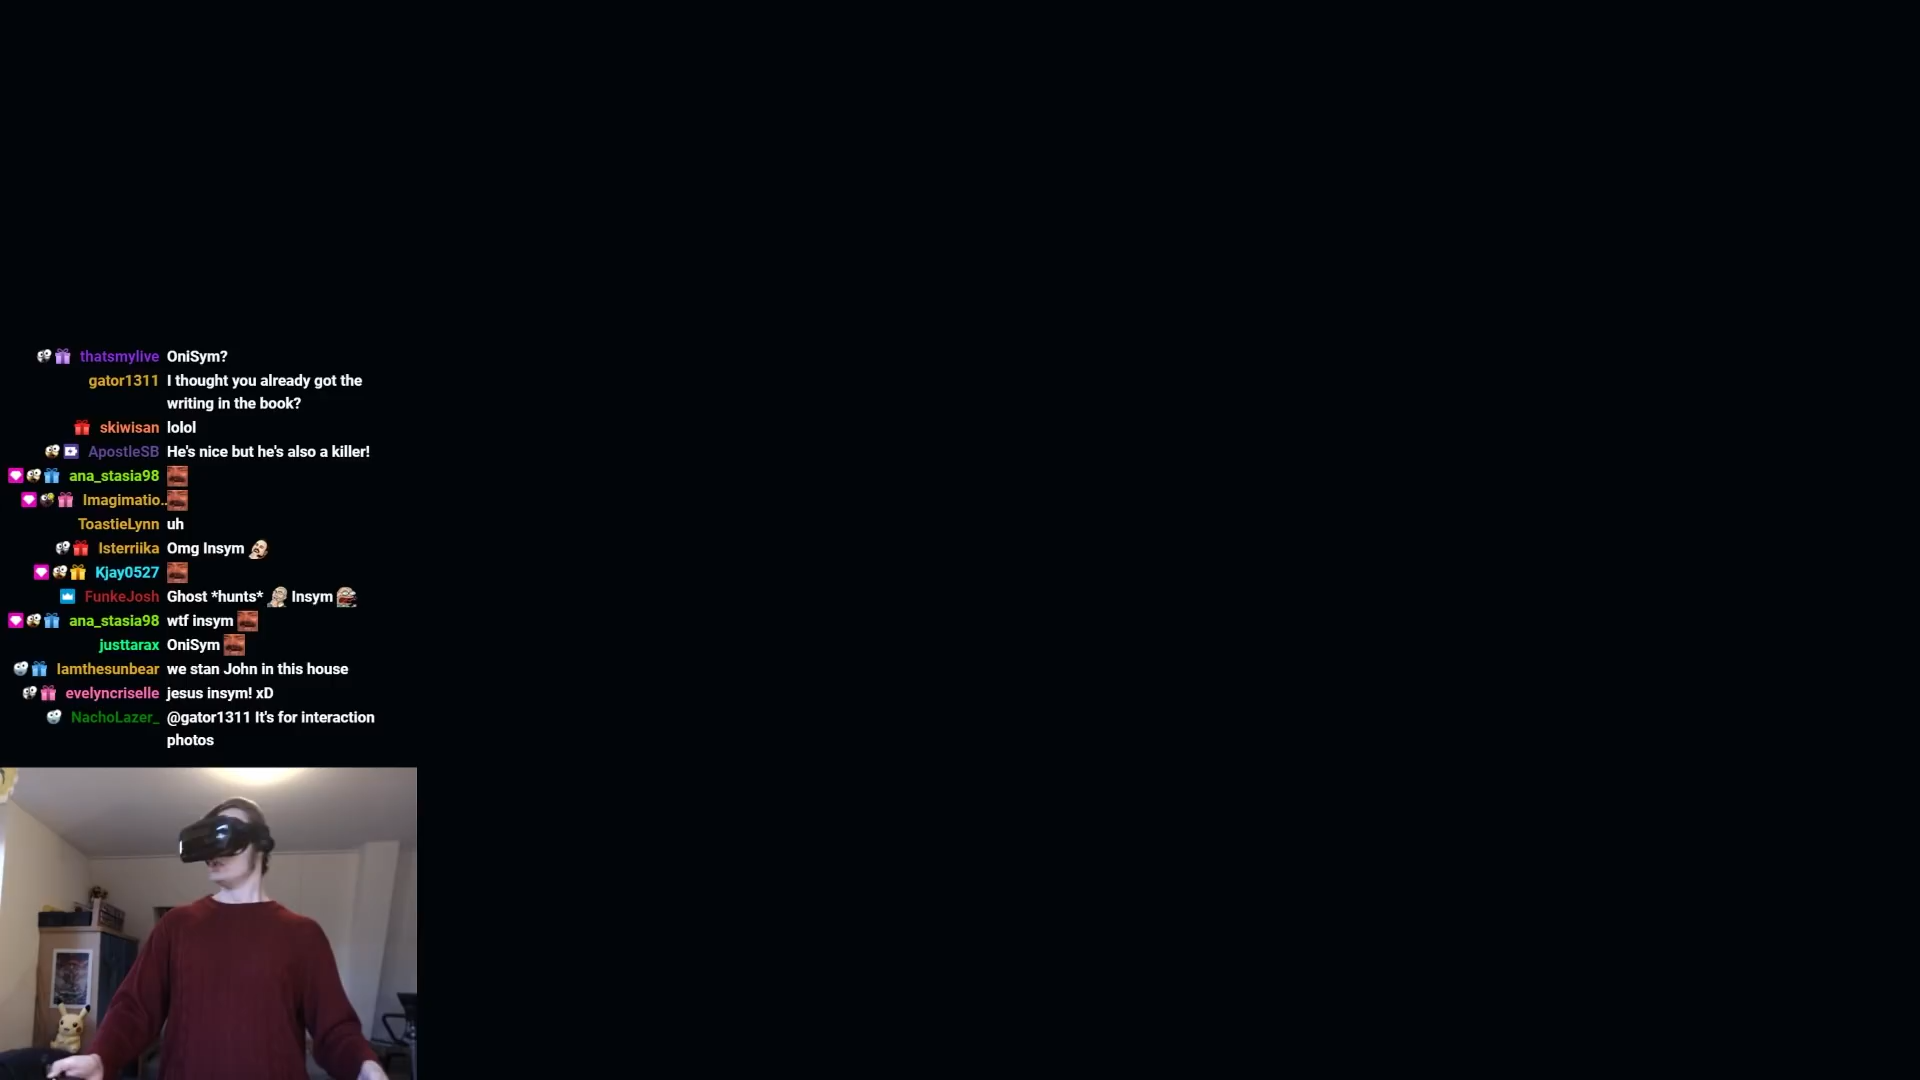 thatsmylive OniSym?
gator1311 I thought you already got the
writing in the book?
skiwisan lolol
ApostleSB He's nice but he's also a killer!
ana_stasia98
Imagimatio..
ToastieLynn uh
Isterriika Omg Insym
Kjay0527
FunkeJosh Ghost *hunts* Insym
ana_stasia98 wtf insym
justtarax OniSym
Iamthesunbear we stan John in this house
evelyncriselle jesus insym! xD
NachoLazer_ @gator1311 It's for interaction
photos